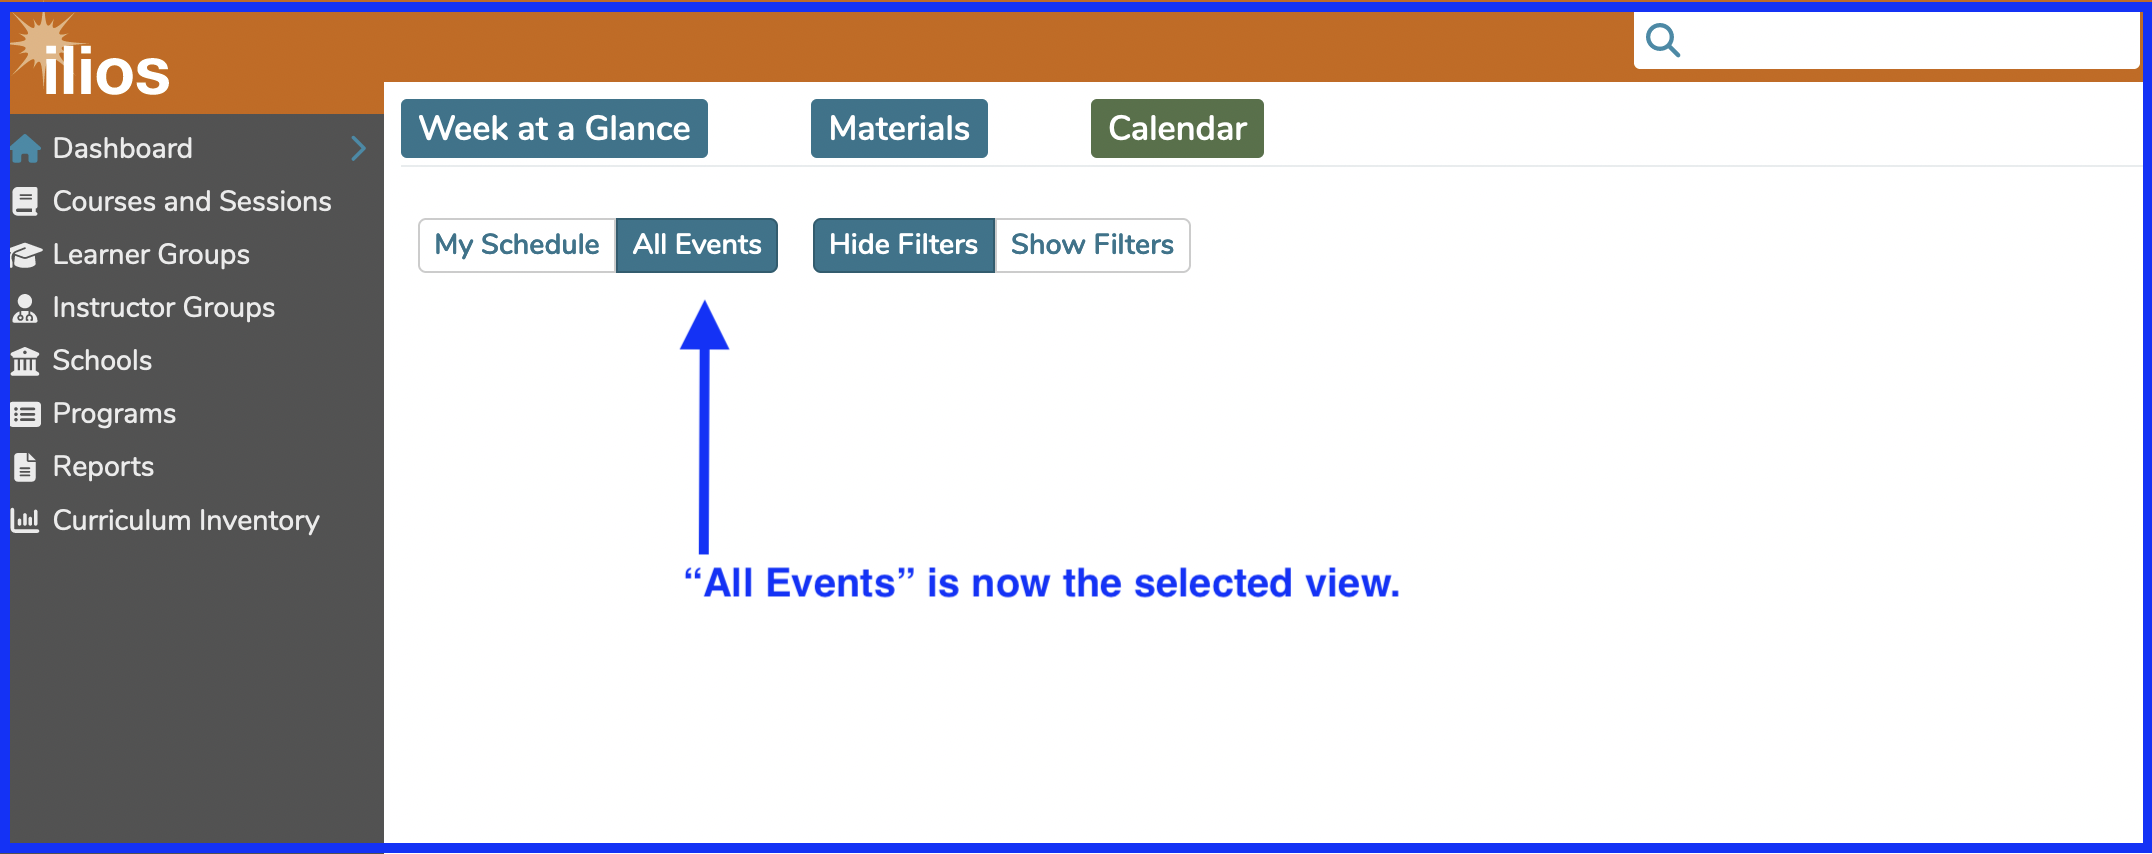 ilios
Week at a Glance
Materials
Calendar
Dashboard
Courses and Sessions
Learner Groups
Instructor Groups
Schools
Programs
Reports
Curriculum Inventory
My Schedule
All Events
Hide Filters
Show Filters
“All Events” is now the selected view.